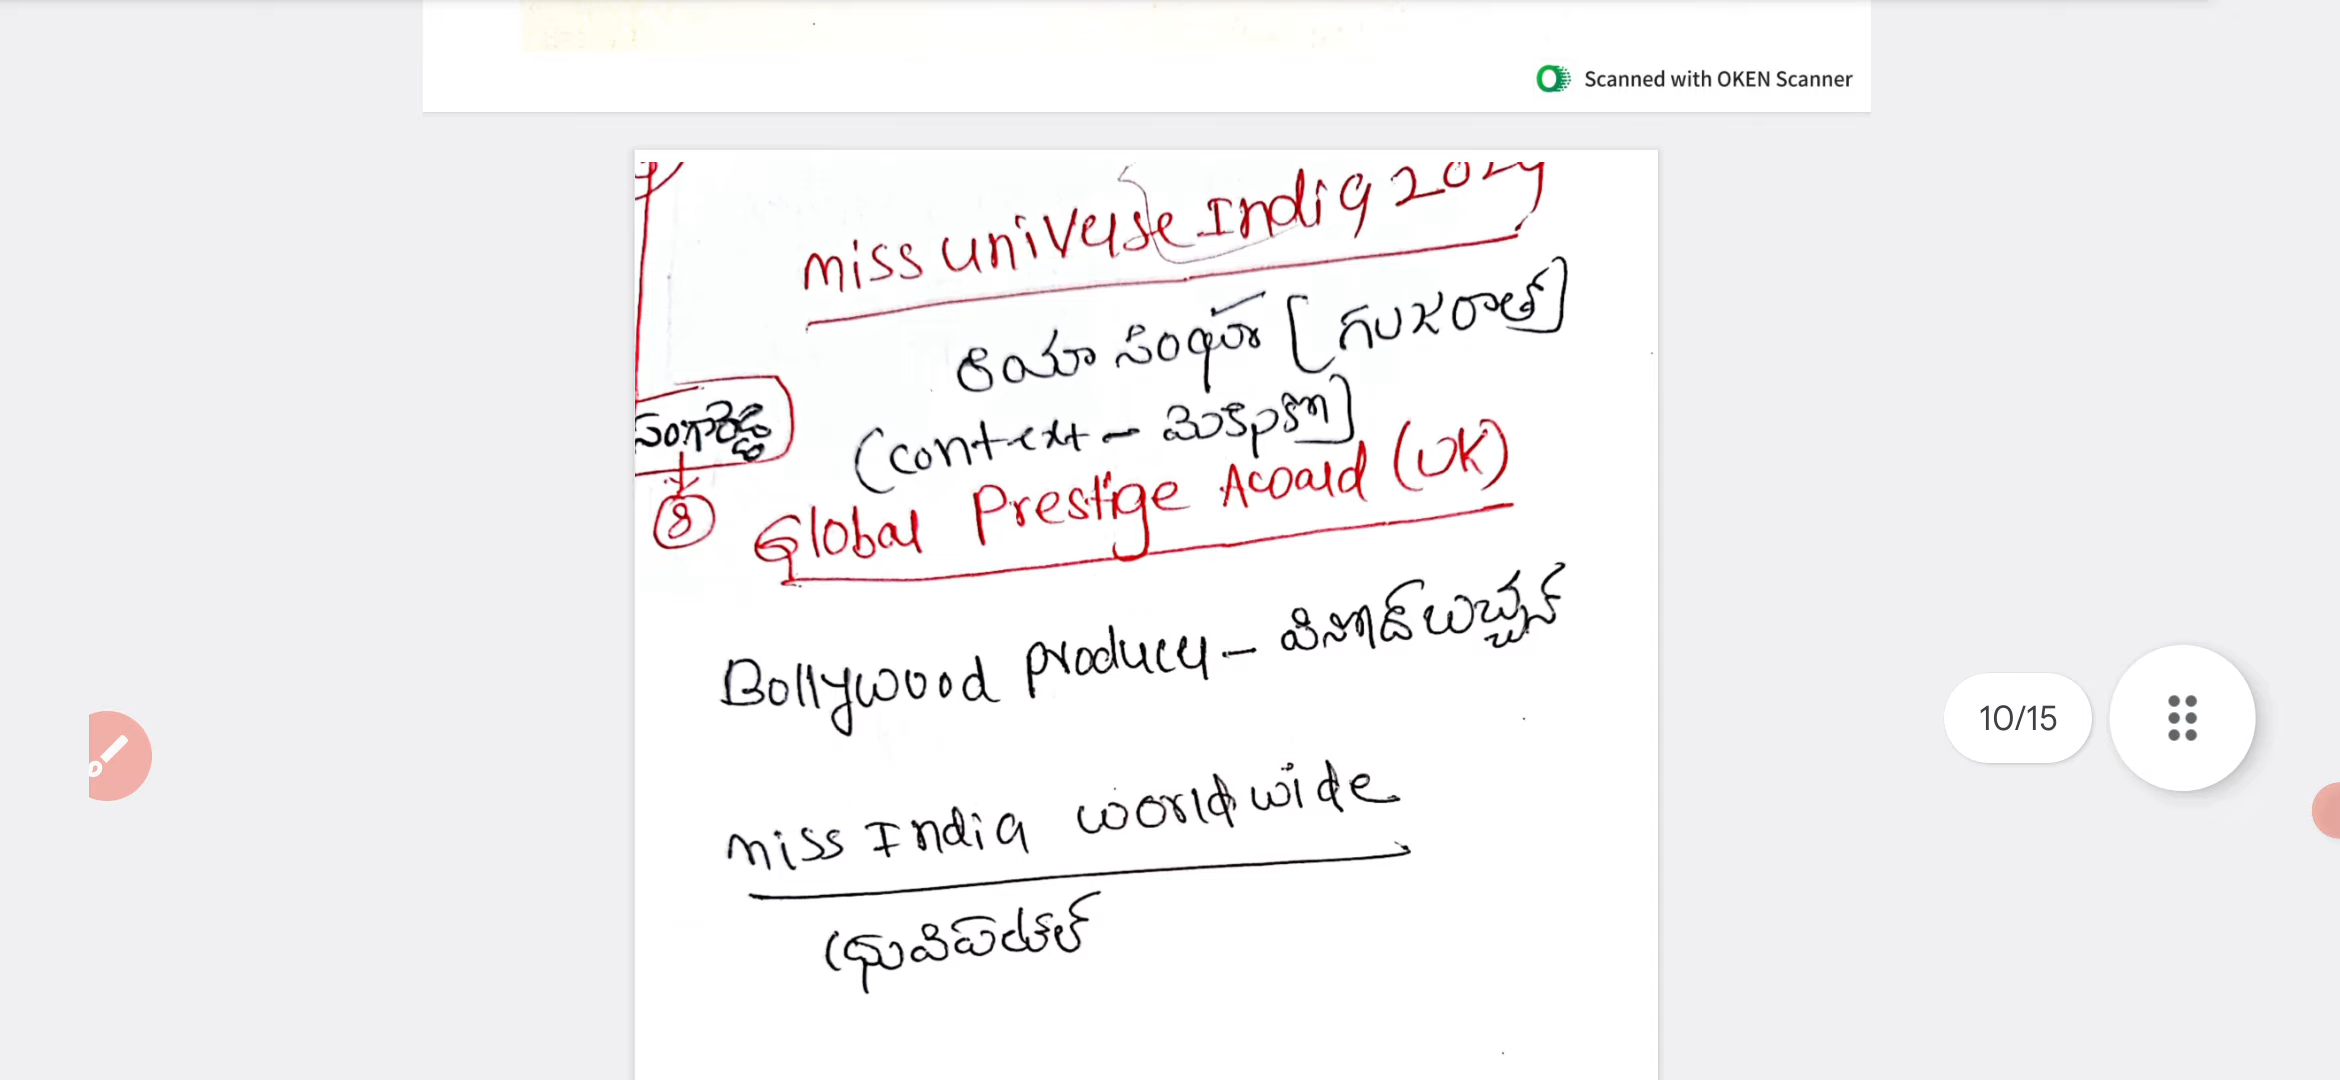 Scanned with OKEN Scanner
miss universe India 2024
రియా సింఘా [గుజరాత్]
(context - మెక్సికో]
సంగారెడ్డి
8
Global Prestige Award (UK)
Bollywood producer - వినోద్ బచ్చన్
miss India worldwide
ధ్రువి పటేల్
10/15